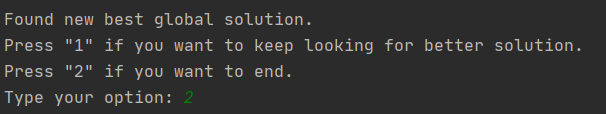 Found new best global solution.
Press "1" if you want to keep looking for better solution.
Press "2" if you want to end.
Type your option: 2